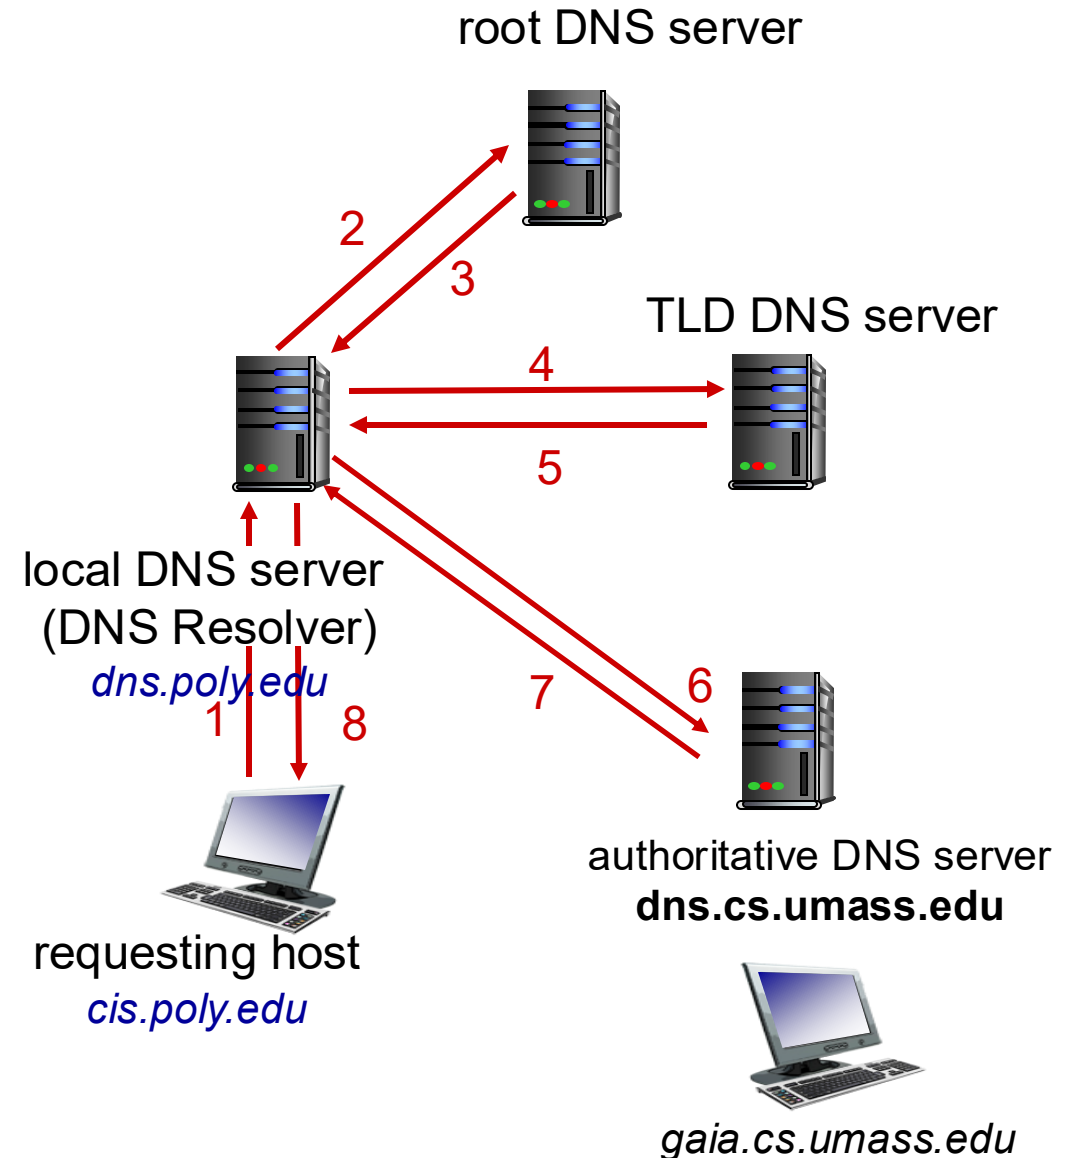 root DNS server
2
3
TLD DNS server
4
5
local DNS server
(DNS Resolver)
dns.poly.edu
1
8
7
6
authoritative DNS server
dns.cs.umass.edu
requesting host
cis.poly.edu
gaia.cs.umass.edu